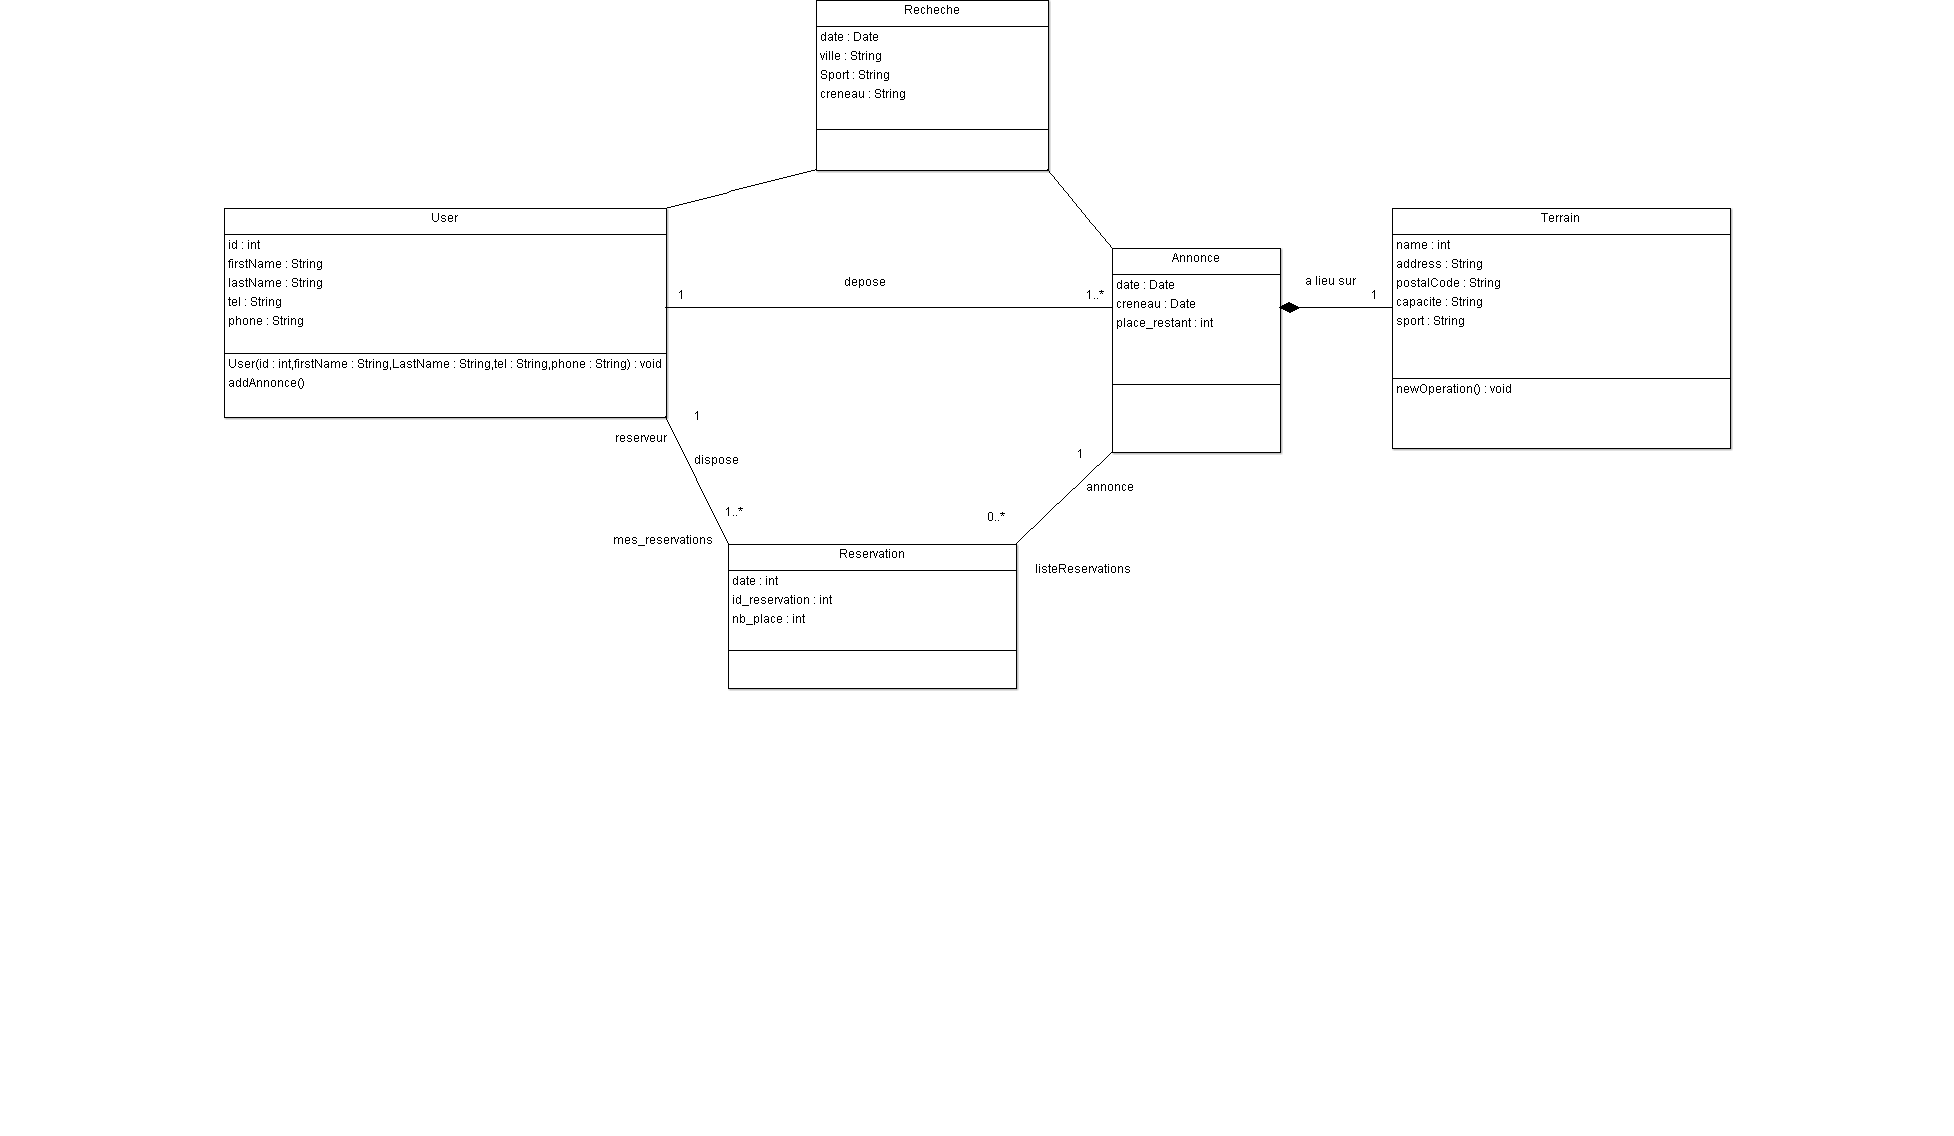 Recheche
date : Date
ville : String
Sport : String
creneau : String
User
id : int
firstName : String
lastName : String
tel : String
phone : String
User(id : int,firstName : String,LastName : String,tel : String,phone : String) : void
addAnnonce()
depose
1
1..*
Annonce
date : Date
creneau : Date
place_restant : int
a lieu sur
1
Terrain
name : int
address : String
postalCode : String
capacite : String
sport : String
newOperation() : void
1
reserveur
dispose
1..*
mes_reservations
1
annonce
0..*
listeReservations
Reservation
date : int
id_reservation : int
nb_place : int